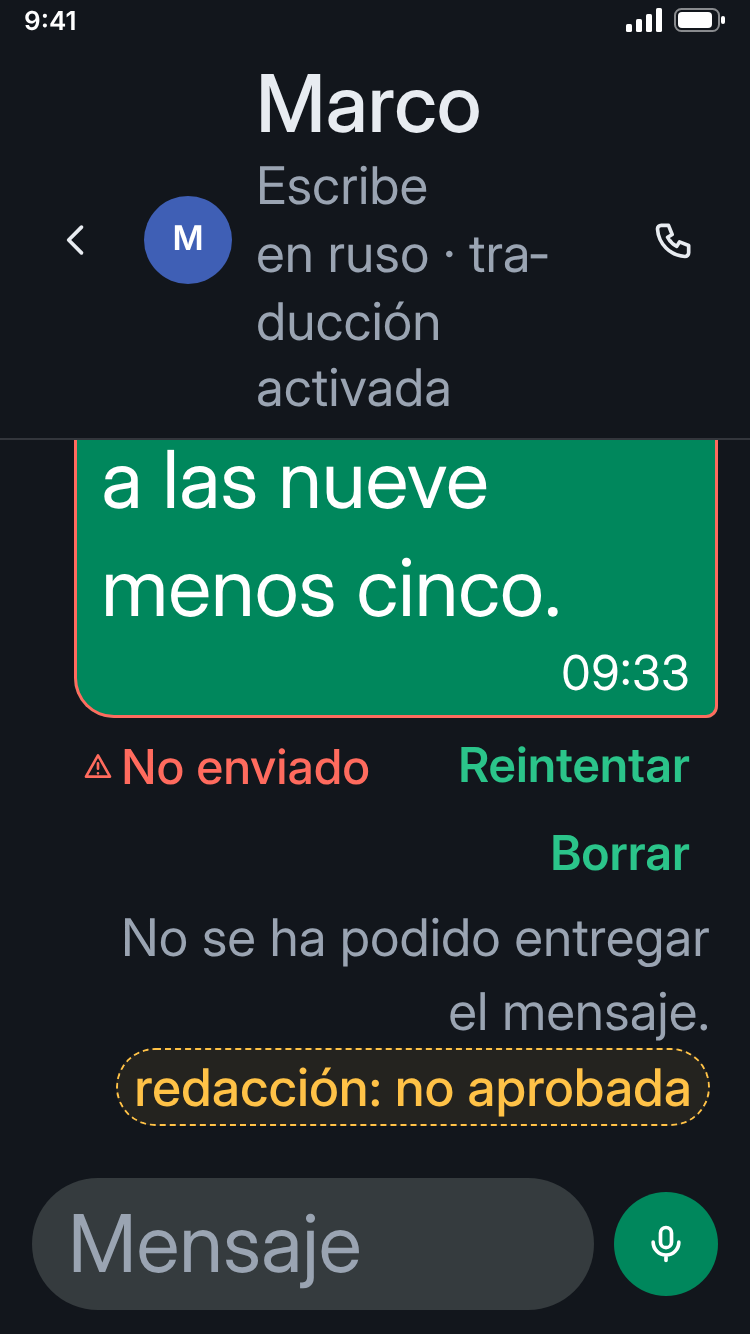 9:41
Marco
Escribe
en ruso · tra-
ducción
activada
M
a las nueve
menos cinco.
09:33
No enviado
Reintentar
Borrar
No se ha podido entregar
el mensaje.
redacción: no aprobada
Mensaje